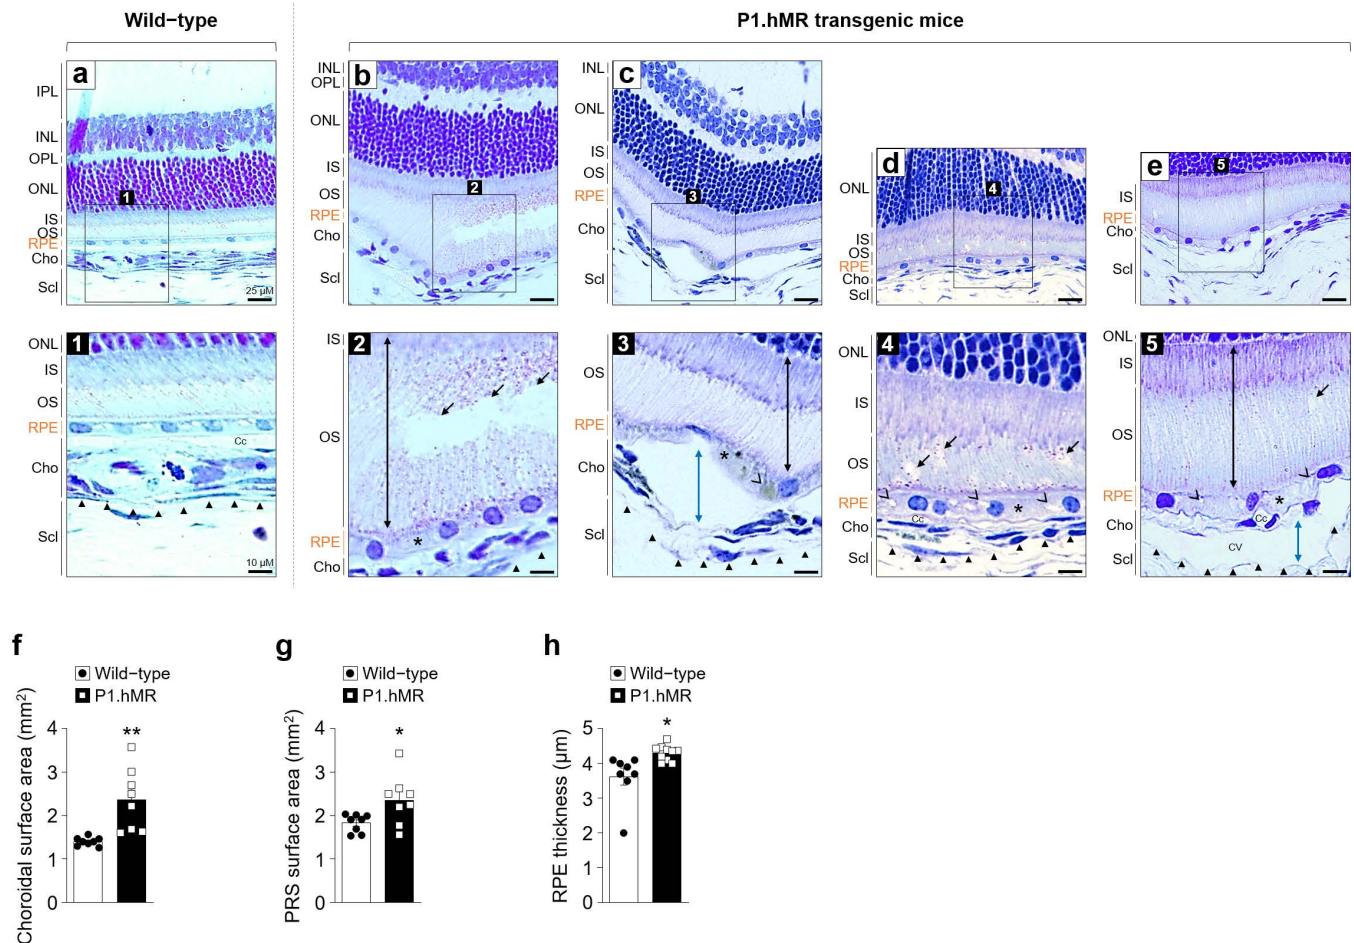 Wild−type
P1.hMR transgenic mice
a
IPL
INL
OPL
ONL
IS
OS
RPE
Cho
Scl
1
25 µM
b
INL
OPL
ONL
IS
OS
RPE
Cho
Scl
2
c
INL
ONL
IS
OS
RPE
Cho
Scl
3
d
ONL
IS
OS
RPE
Cho
Scl
4
e
IS
OS
RPE
Cho
Scl
5
1
ONL
IS
OS
RPE
Cho
Scl
Cc
10 µM
2
IS
OS
RPE
Cho
*
3
OS
RPE
Cho
Scl
*
4
ONL
IS
OS
RPE
Cho
Scl
Cc
*
5
ONL
IS
OS
RPE
Cho
Scl
*
Cc
CV
f
Wild−type
P1.hMR
Choroidal surface area (mm²)
4
3
2
1
0
**
g
Wild−type
P1.hMR
PRS surface area (mm²)
4
3
2
1
0
*
h
Wild−type
P1.hMR
RPE thickness (µm)
5
4
3
2
1
0
*